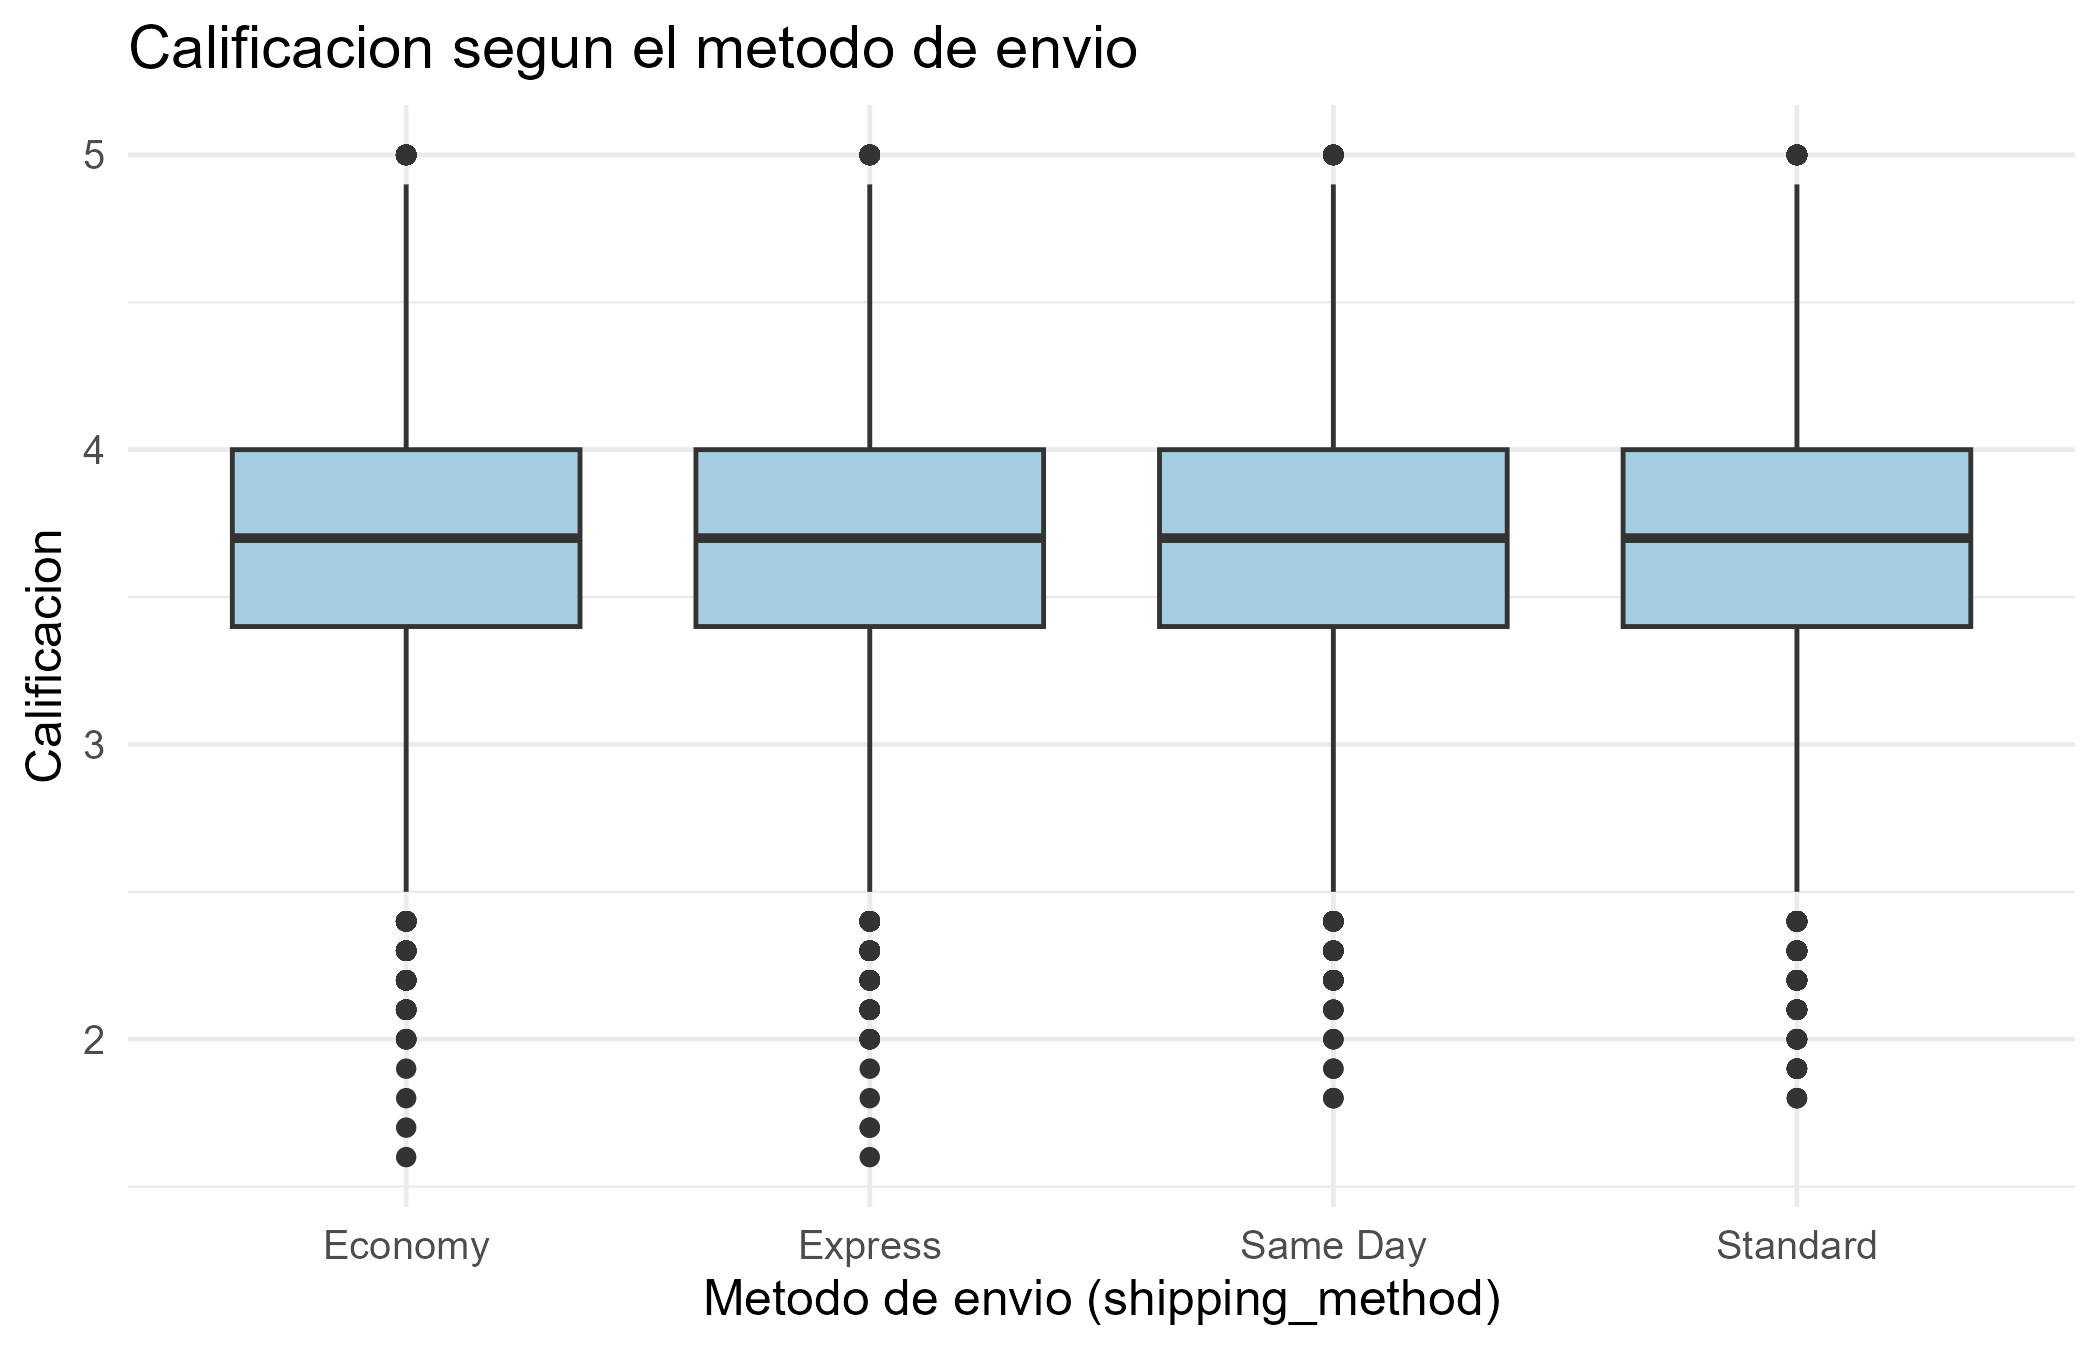 Calificacion segun el metodo de envio
Calificacion
5
4
3
2
Economy
Express
Same Day
Standard
Metodo de envio (shipping_method)